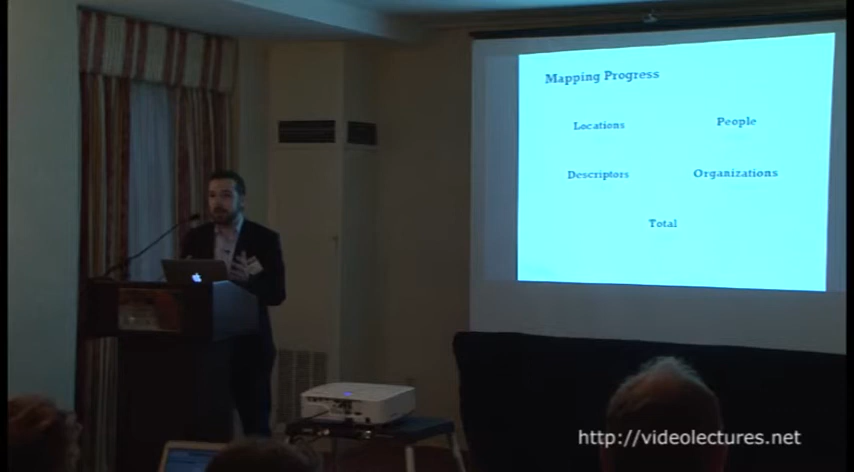 Mapping Progress
Locations
People
Descriptors
Organizations
Total
http://videolectures.net